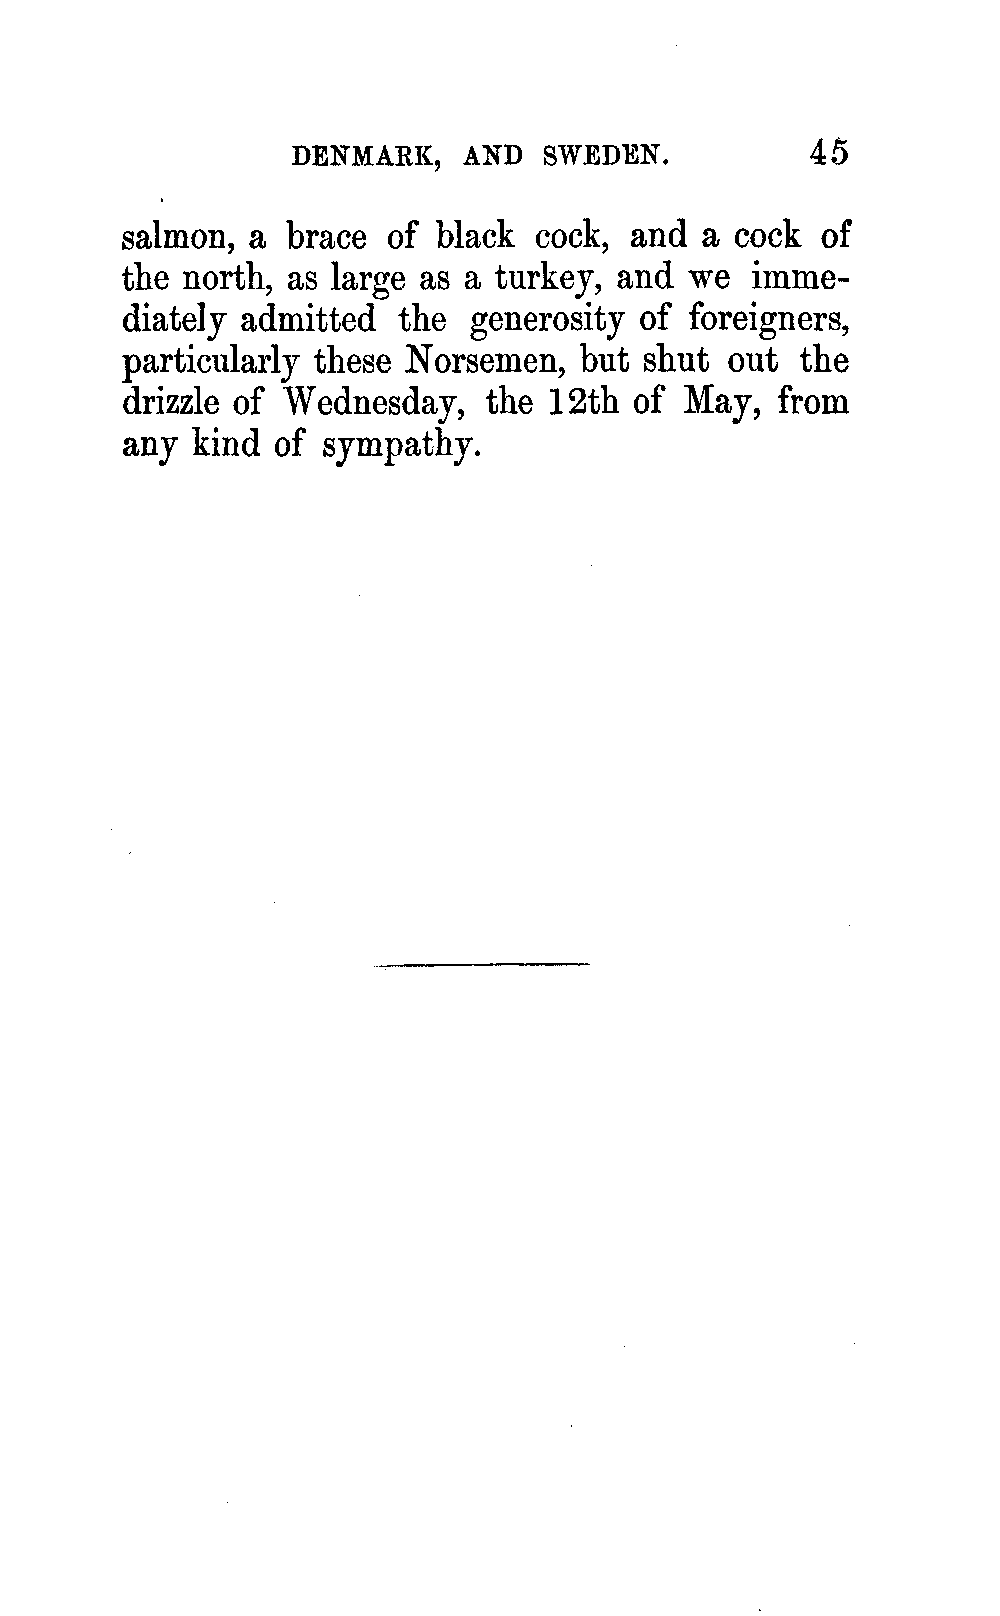 DENMARK, AND SWEDEN. 45
salmon, a brace of black cock, and a cock of
the north, as large as a turkey, and we imme-
diately admitted the generosity of foreigners,
particularly these Norsemen, but shut out the
drizzle of Wednesday, the 12th of May, from
any kind of sympathy.